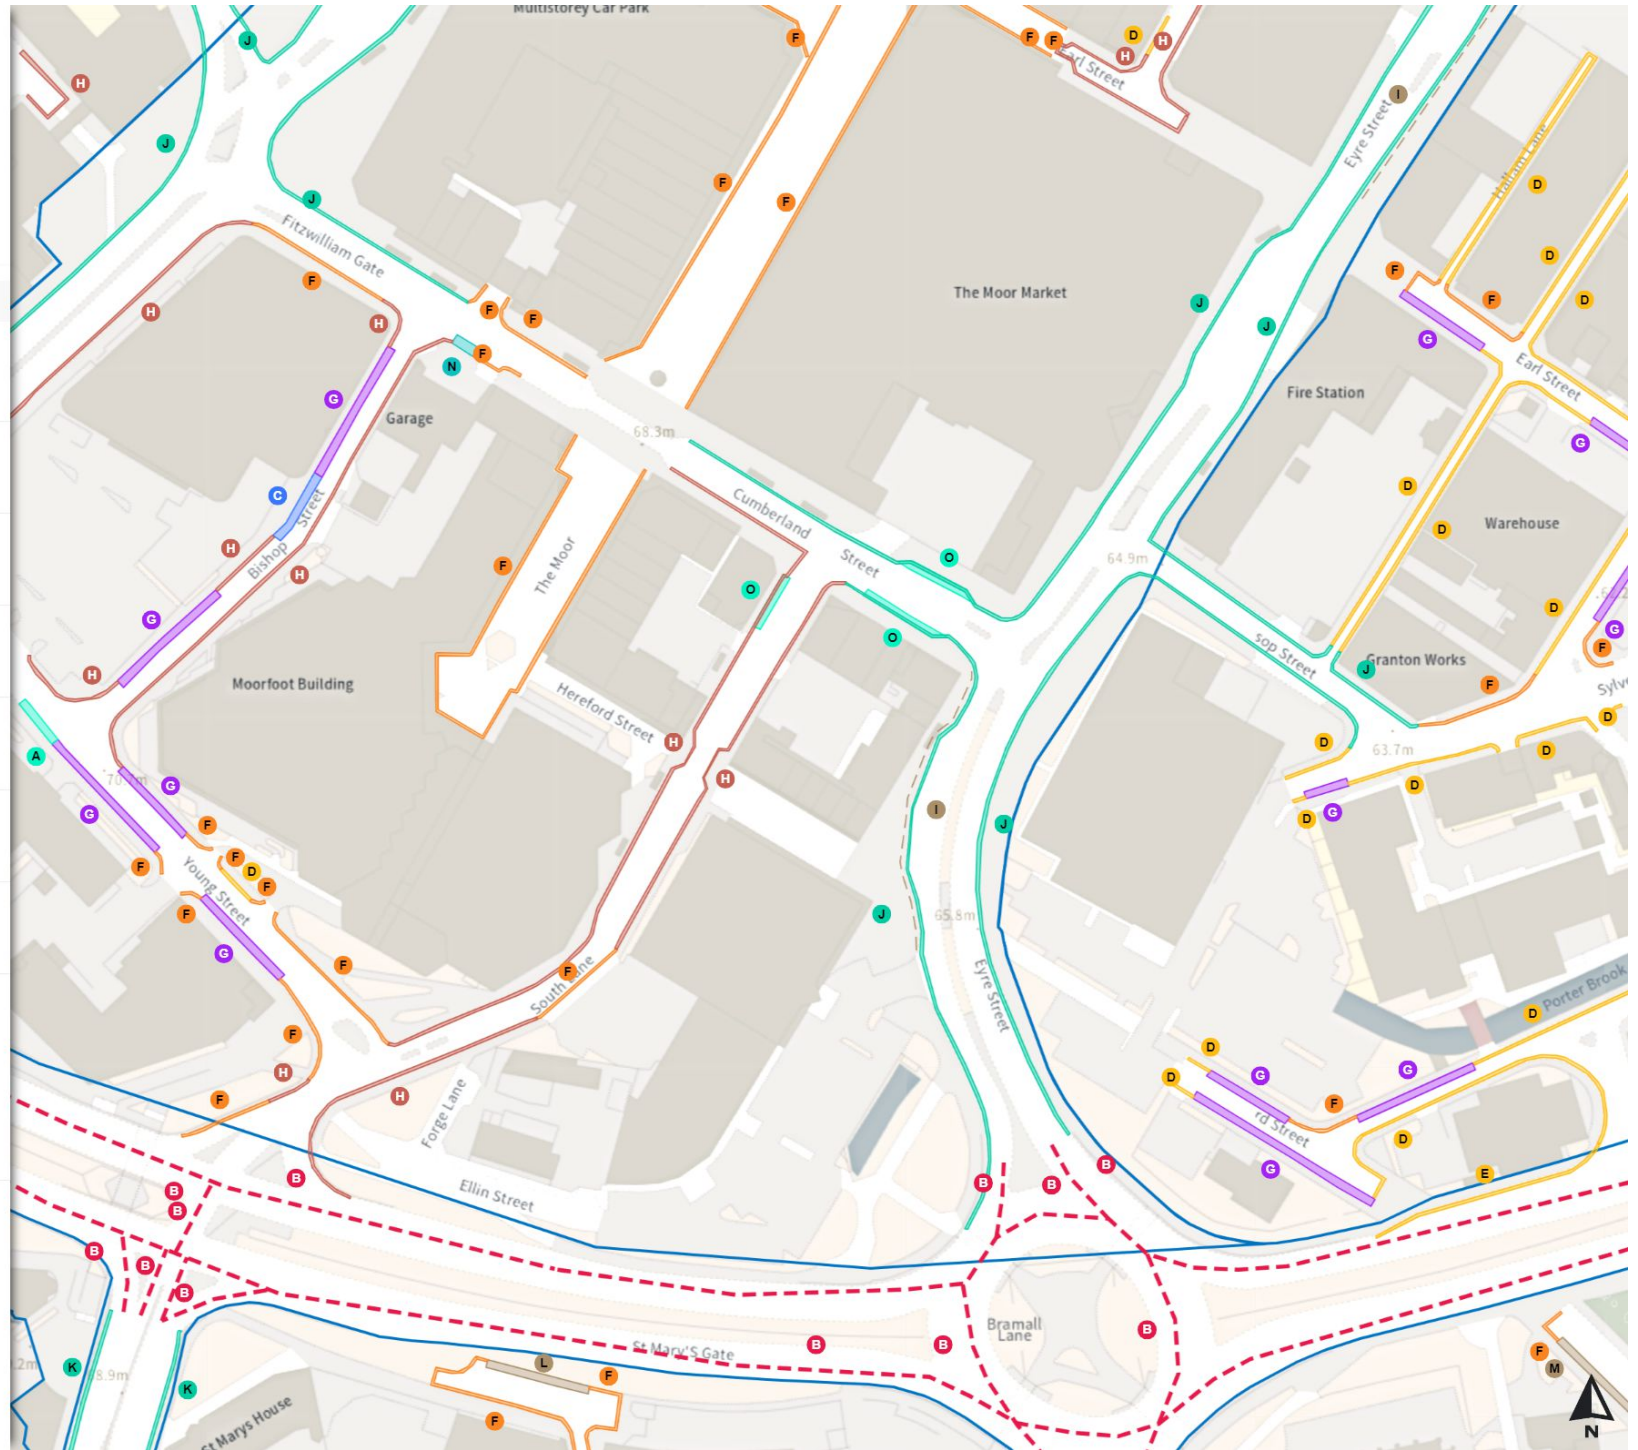 Multistorey Car Park
J
F
F
F
D
H
H
Earl Street
H
J
I
Eyre Street
Hallam Lane
D
F
F
J
Fitzwilliam Gate
D
F
F
D
The Moor Market
J
J
H
H
F
F
F
N
G
Earl Street
Fire Station
G
Garage
68.3m
G
C
Street
Cumberland
D
D
Warehouse
H
Bishop
H
F
The Moor
Street
O
O
64.9m
D
G
O
G
H
Moorfoot Building
Hereford Street
H
H
sop Street
Granton Works
J
F
F
A
G
G
63.7m
D
D
D
D
G
D
I
J
F
F
F
D
F
Young Street
F
G
J
65.8m
F
F
South Lane
Eyre Street
Porter Brook
D
F
H
F
H
Forge Lane
D
D
G
G
F
rd Street
D
G
E
B
B
B
Ellin Street
B
B
B
B
B
B
St Mary'S Gate
B
B
Bramall
Lane
B
K
8.9m
K
L
F
F
St Marys House
F
M
N